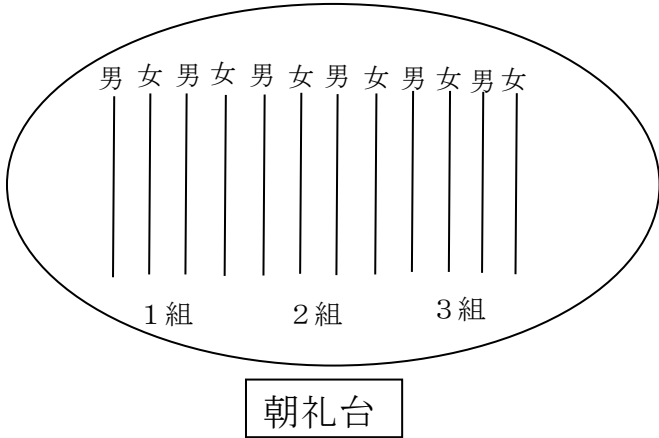 男 女 男 女 男 女 男 女 男 女 男 女
１組 ２組 ３組
朝礼台